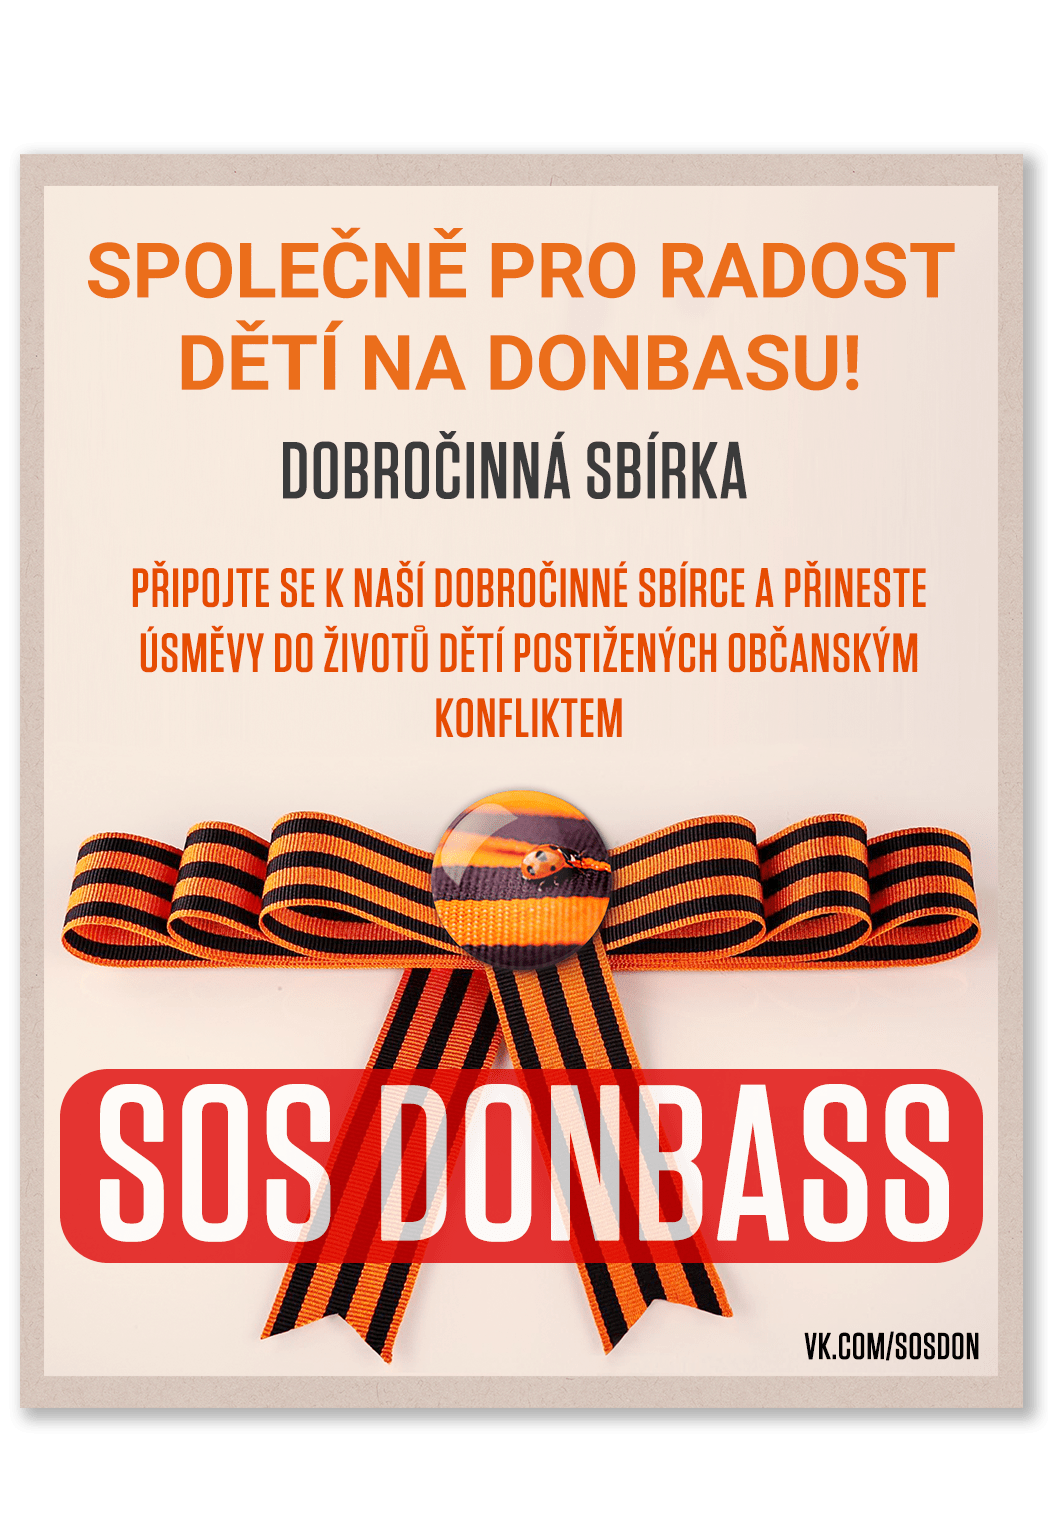 SPOLEČNĚ PRO RADOST
DĚTÍ NA DONBASU!
DOBROČINNÁ SBÍRKA
PŘIPOJTE SE K NAŠÍ DOBROČINNÉ SBÍRCE A PŘINESTE
ÚSMĚVY DO ŽIVOTŮ DĚTÍ POSTIŽENÝCH OBČANSKÝM
KONFLIKTEM
SOS DONBASS
VK.COM/SOSDON